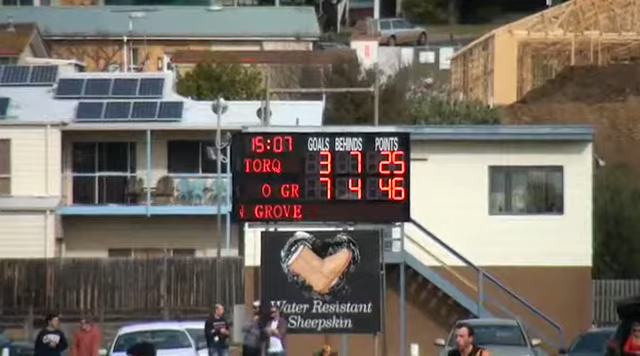 15:07 GOALS BEHINDS POINTS
TORQ 3 7 25
O GR 7 4 46
N GROVE
Water Resistant
Sheepskin